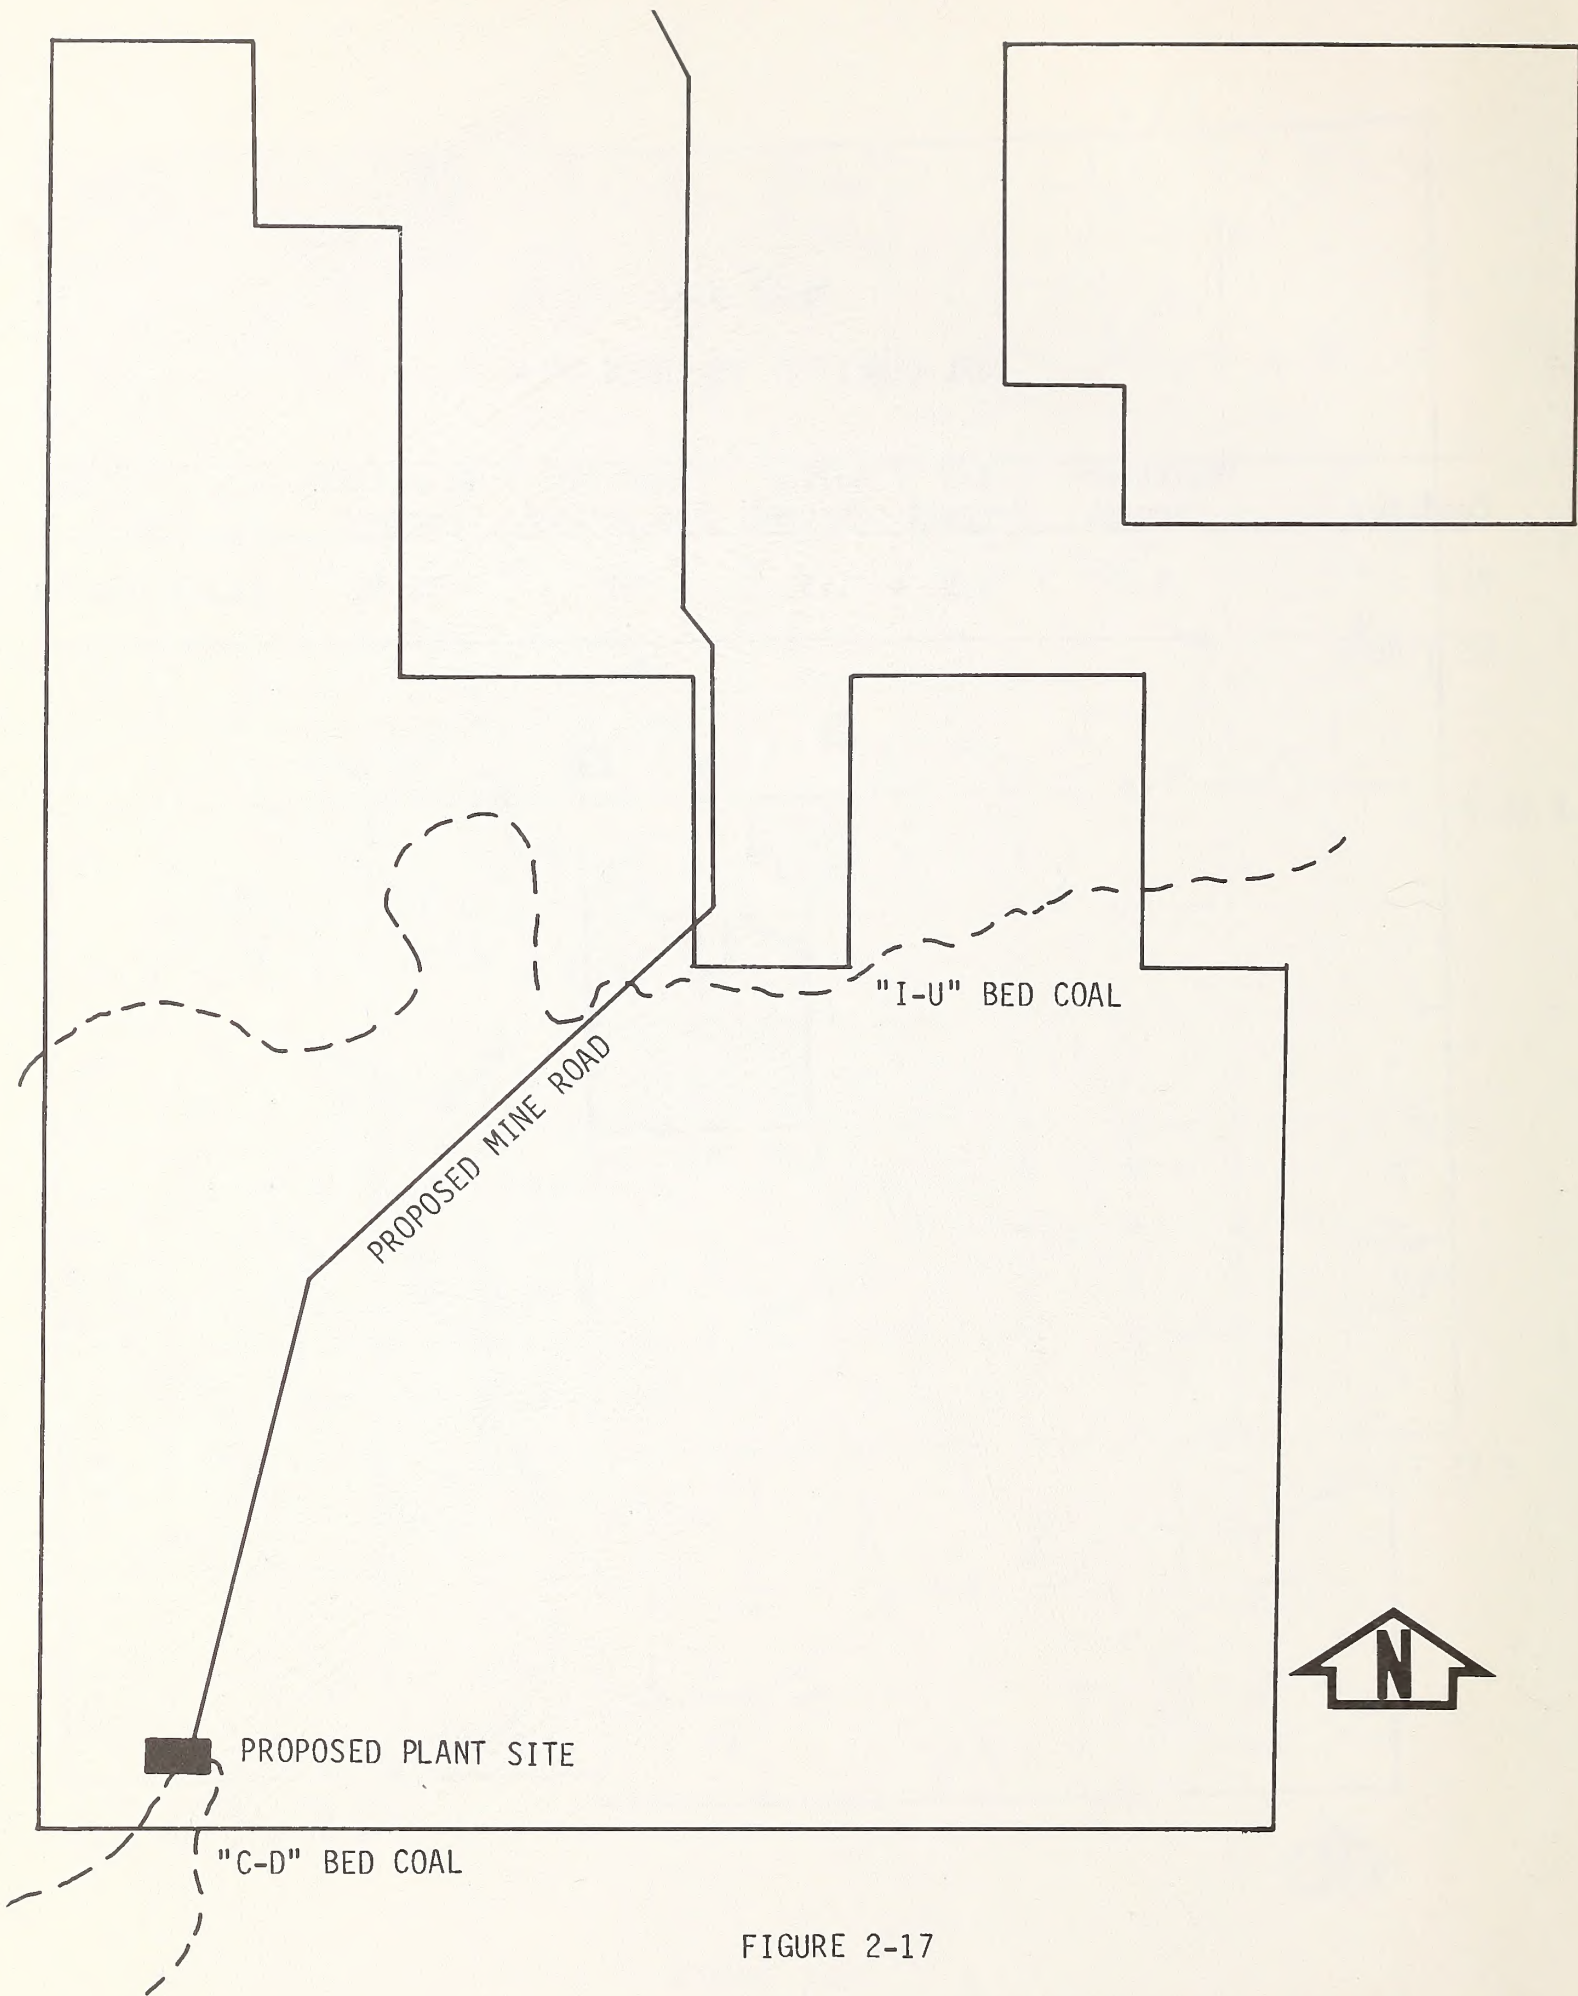 "I-U" BED COAL
PROPOSED MINE ROAD
N
PROPOSED PLANT SITE
"C-D" BED COAL
FIGURE 2-17